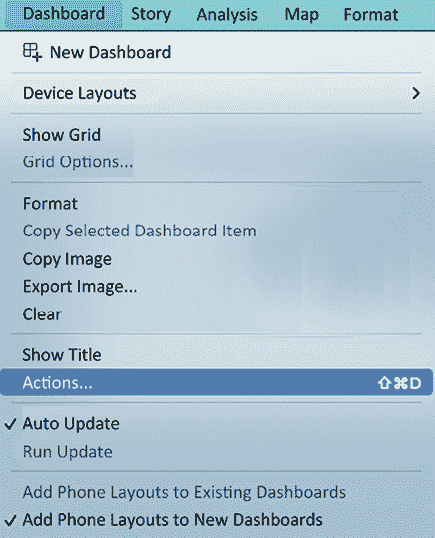 Dashboard Story Analysis Map Format
New Dashboard
Device Layouts
Show Grid
Grid Options...
Format
Copy Selected Dashboard Item
Copy Image
Export Image...
Clear
Show Title
Actions... ⇧⌘D
Auto Update
Run Update
Add Phone Layouts to Existing Dashboards
Add Phone Layouts to New Dashboards